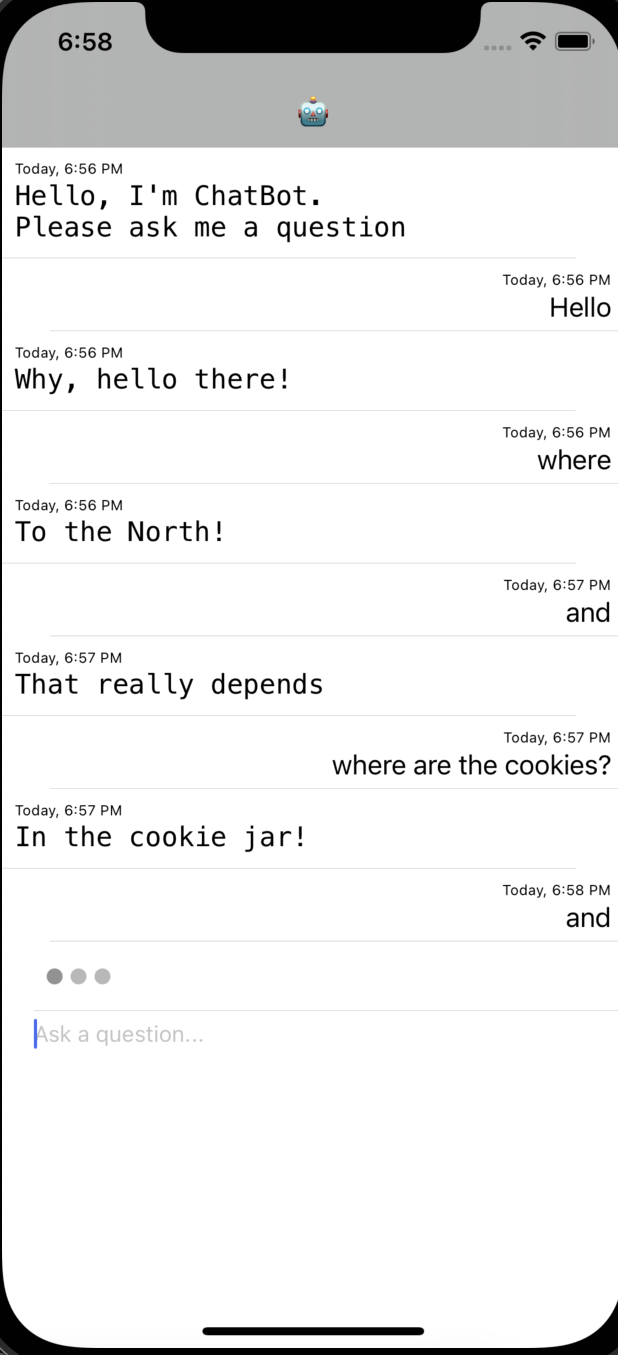 6:58
Today, 6:56 PM
Hello, I'm ChatBot.
Please ask me a question
Today, 6:56 PM
Hello
Today, 6:56 PM
Why, hello there!
Today, 6:56 PM
where
Today, 6:56 PM
To the North!
Today, 6:57 PM
and
Today, 6:57 PM
That really depends
Today, 6:57 PM
where are the cookies?
Today, 6:57 PM
In the cookie jar!
Today, 6:58 PM
and
Ask a question...